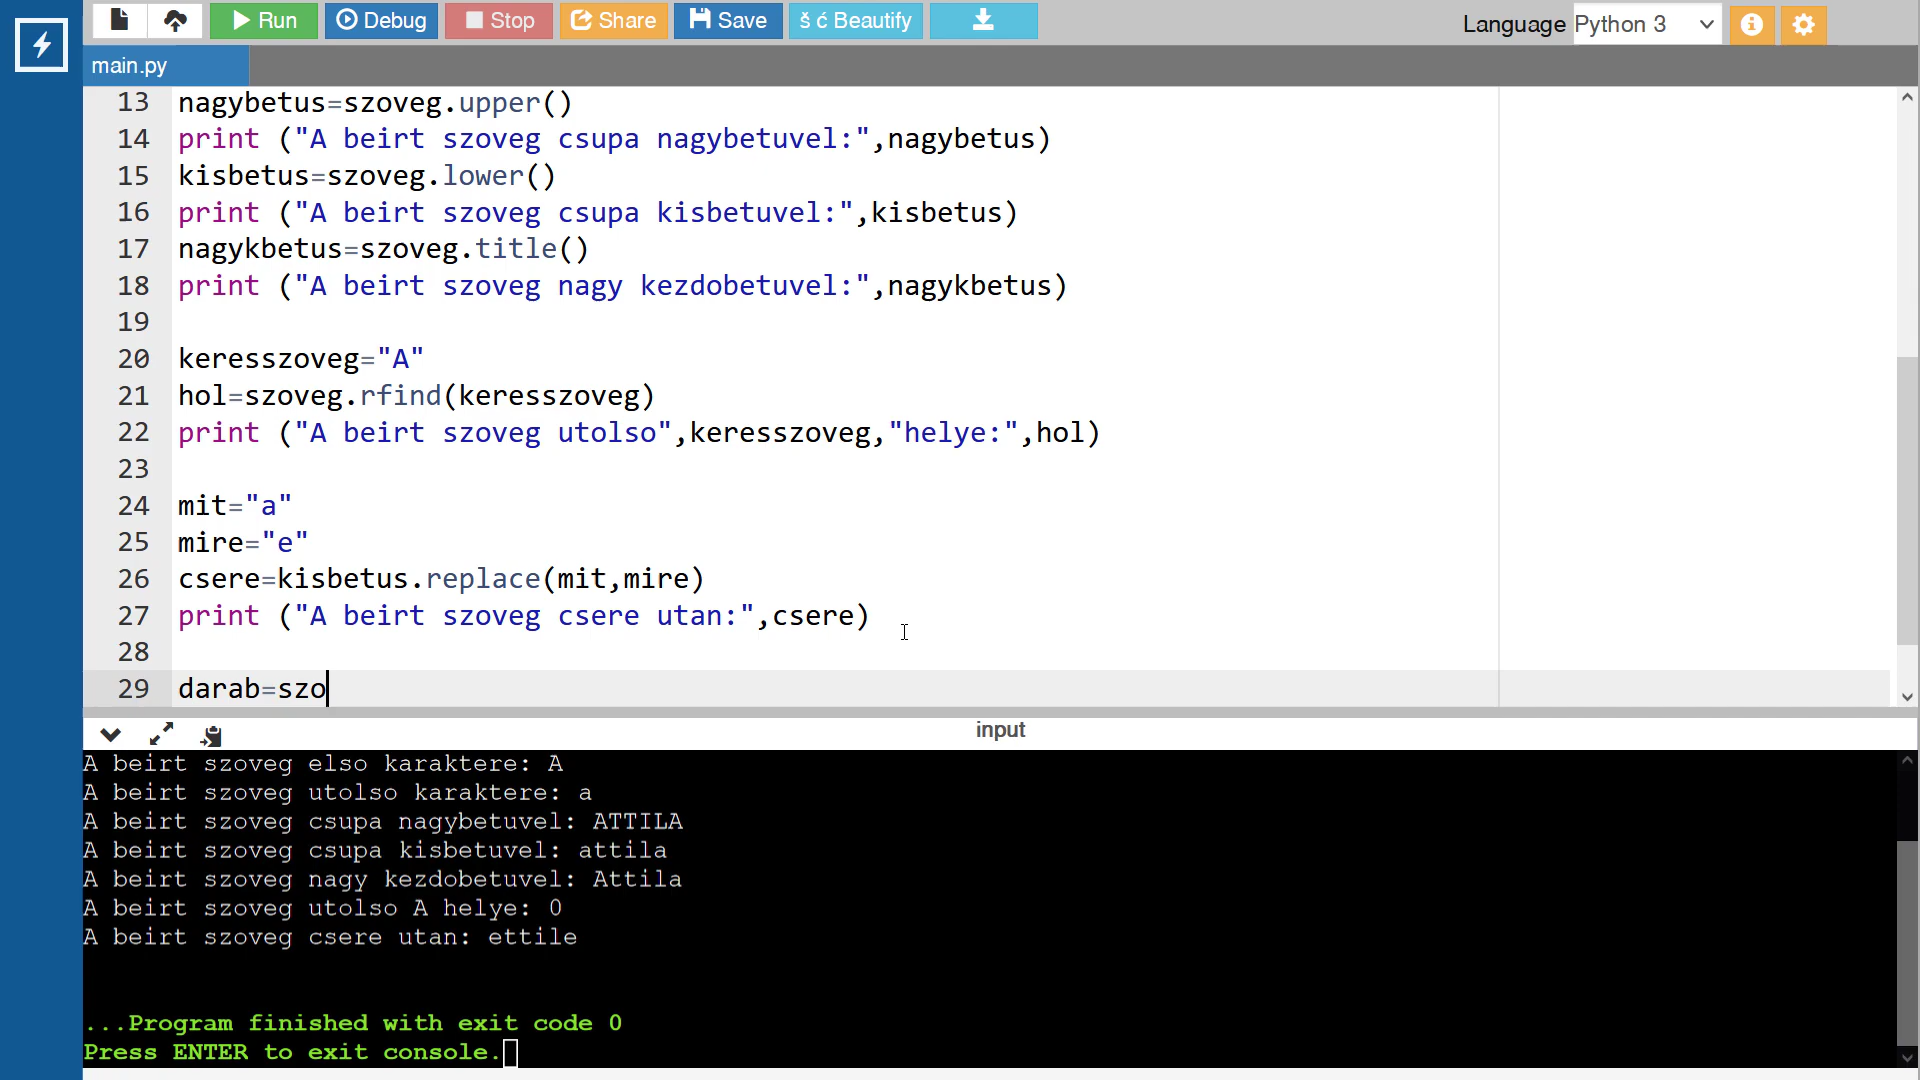 Run Debug Stop Share Save š ć Beautify Language Python 3
main.py
13 nagybetus=szoveg.upper()
14 print ("A beirt szoveg csupa nagybetuvel:",nagybetus)
15 kisbetus=szoveg.lower()
16 print ("A beirt szoveg csupa kisbetuvel:",kisbetus)
17 nagykbetus=szoveg.title()
18 print ("A beirt szoveg nagy kezdobetuvel:",nagykbetus)
19
20 keresszoveg="A"
21 hol=szoveg.rfind(keresszoveg)
22 print ("A beirt szoveg utolso",keresszoveg,"helye:",hol)
23
24 mit="a"
25 mire="e"
26 csere=kisbetus.replace(mit,mire)
27 print ("A beirt szoveg csere utan:",csere)
28
29 darab=szo
input
A beirt szoveg elso karaktere: A
A beirt szoveg utolso karaktere: a
A beirt szoveg csupa nagybetuvel: ATTILA
A beirt szoveg csupa kisbetuvel: attila
A beirt szoveg nagy kezdobetuvel: Attila
A beirt szoveg utolso A helye: 0
A beirt szoveg csere utan: ettile
...Program finished with exit code 0
Press ENTER to exit console.